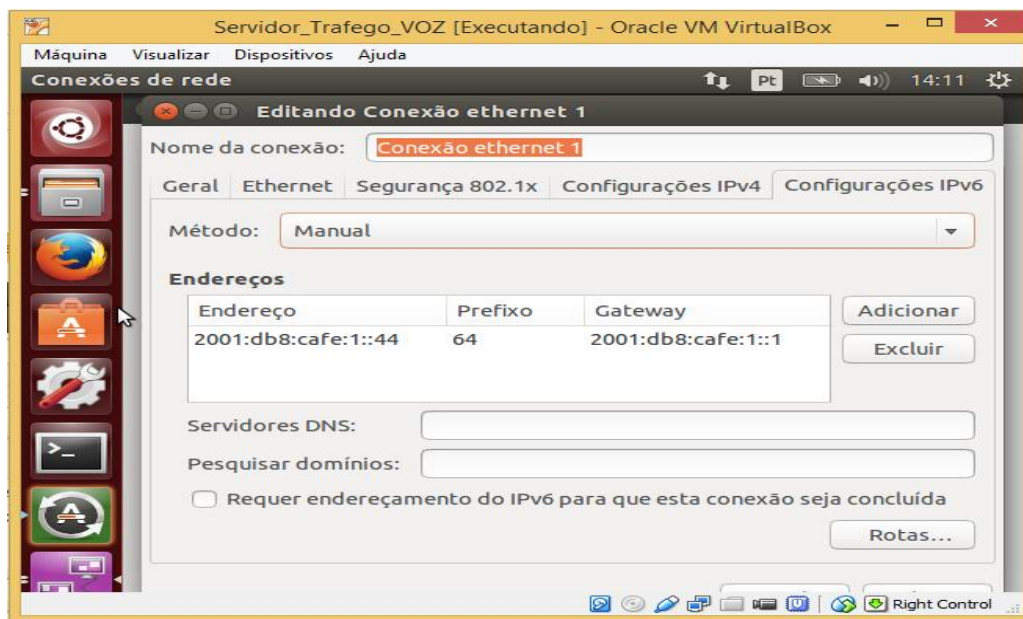 Servidor_Trafego_VOZ [Executando] - Oracle VM VirtualBox
Máquina Visualizar Dispositivos Ajuda
Conexões de rede Pt 14:11
Editando Conexão ethernet 1
Nome da conexão: Conexão ethernet 1
Geral Ethernet Segurança 802.1x Configurações IPv4 Configurações IPv6
Método: Manual
Endereços
Endereço Prefixo Gateway Adicionar
2001:db8:cafe:1::44 64 2001:db8:cafe:1::1
Excluir
Servidores DNS:
Pesquisar domínios:
Requer endereçamento do IPv6 para que esta conexão seja concluída
Rotas...
Right Control